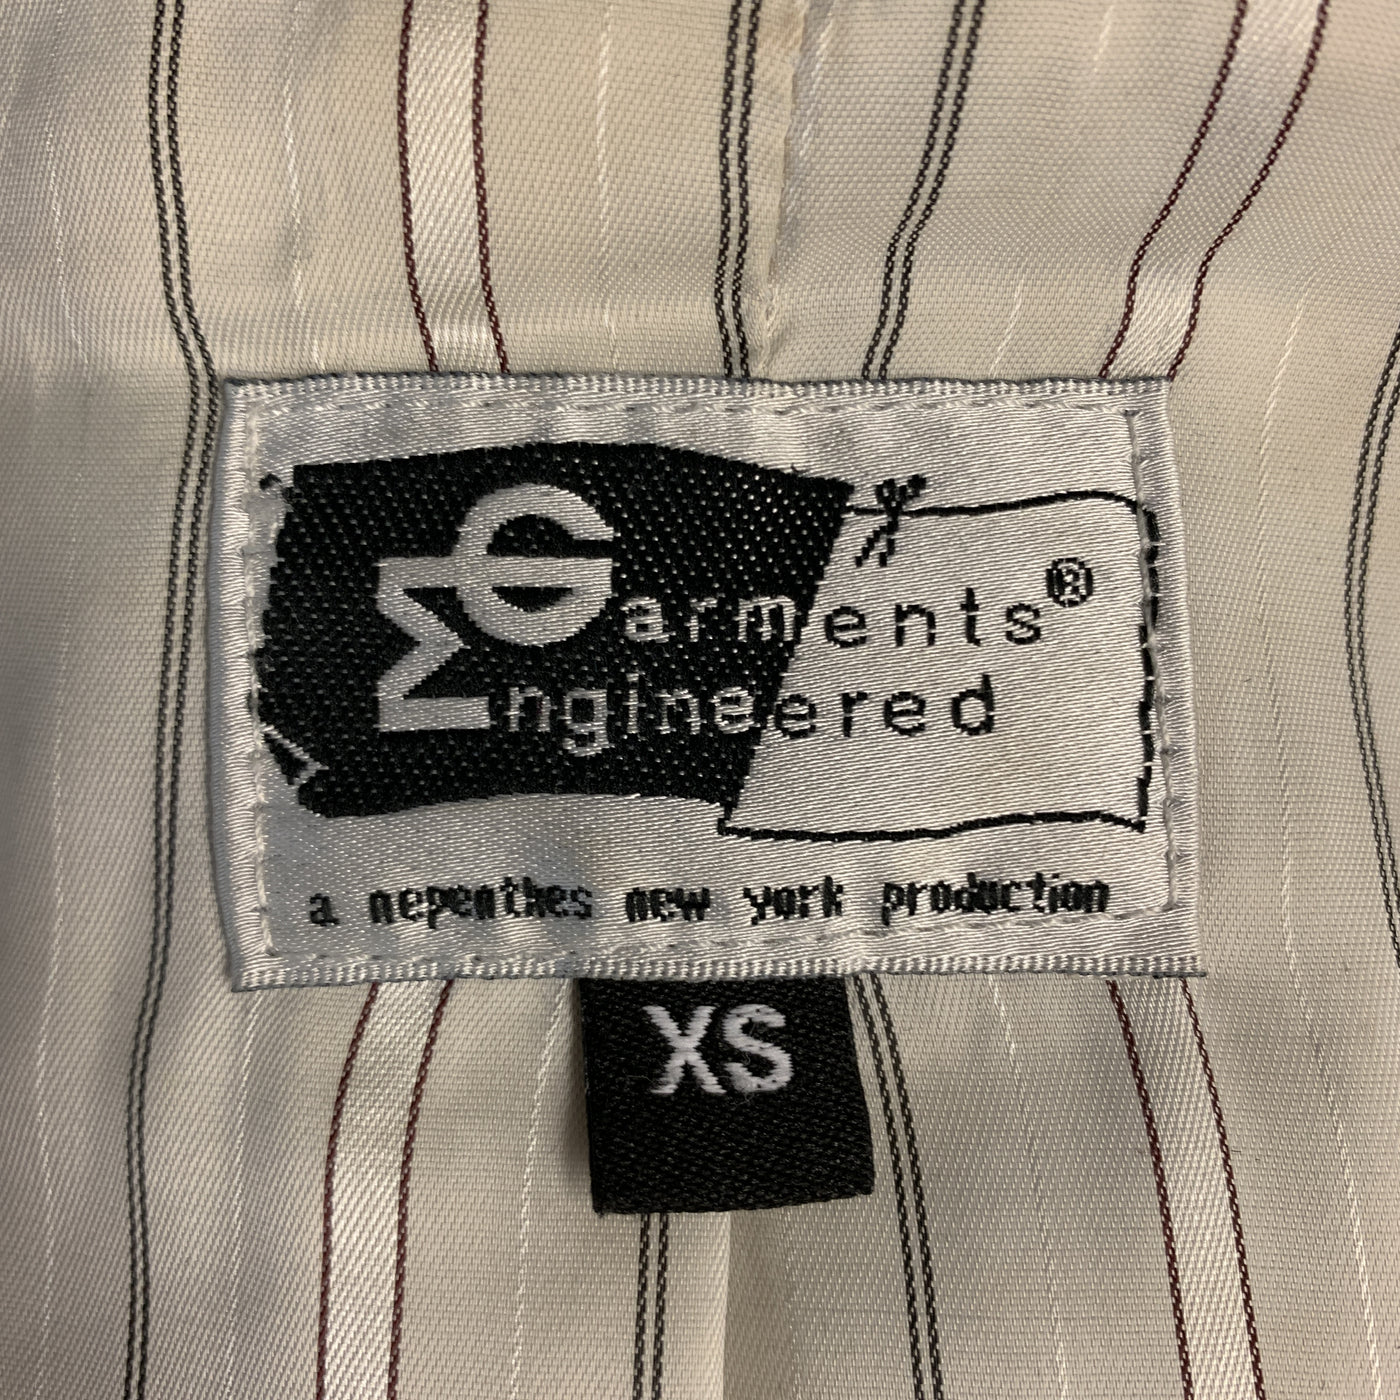 Garments®
Engineered
a nepenthes new york production
XS